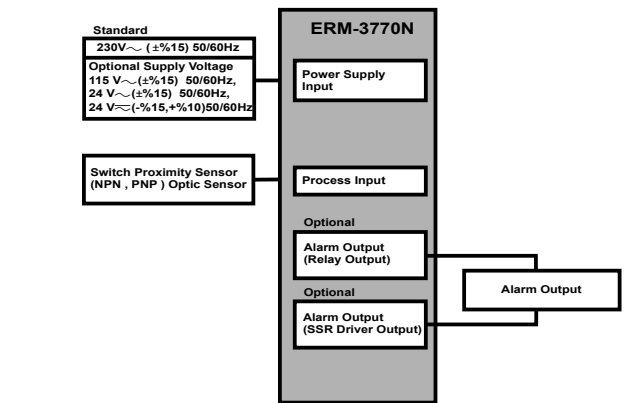 Standard
230V～ (±%15) 50/60Hz
Optional Supply Voltage
115 V～(±%15) 50/60Hz,
24 V～(±%15) 50/60Hz,
24 V⎓(-%15,+%10)50/60Hz
Switch Proximity Sensor
(NPN , PNP ) Optic Sensor
ERM-3770N
Power Supply
Input
Process Input
Optional
Alarm Output
(Relay Output)
Optional
Alarm Output
(SSR Driver Output)
Alarm Output